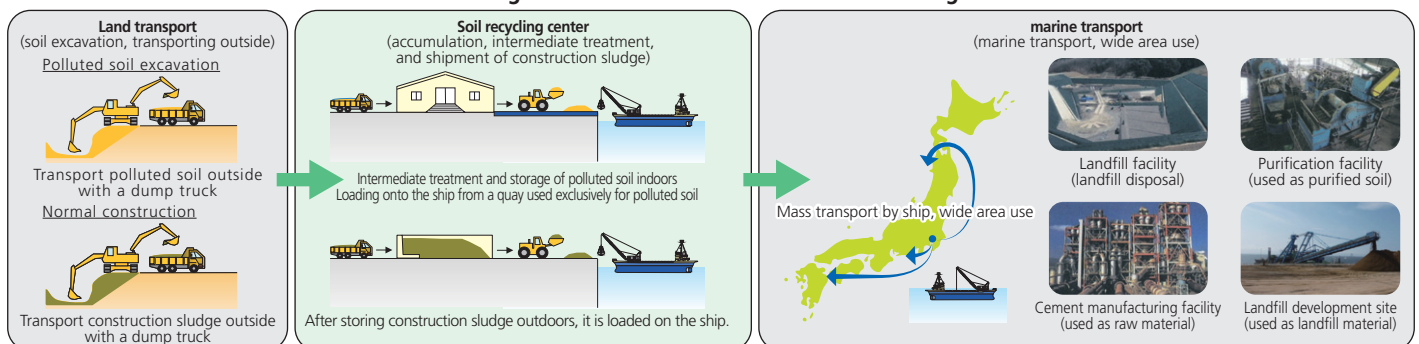 Land transport
(soil excavation, transporting outside)
Polluted soil excavation
Transport polluted soil outside
with a dump truck
Normal construction
Transport construction sludge outside
with a dump truck
Soil recycling center
(accumulation, intermediate treatment,
and shipment of construction sludge)
Intermediate treatment and storage of polluted soil indoors
Loading onto the ship from a quay used exclusively for polluted soil
After storing construction sludge outdoors, it is loaded on the ship.
marine transport
(marine transport, wide area use)
Mass transport by ship, wide area use
Landfill facility
(landfill disposal)
Purification facility
(used as purified soil)
Cement manufacturing facility
(used as raw material)
Landfill development site
(used as landfill material)